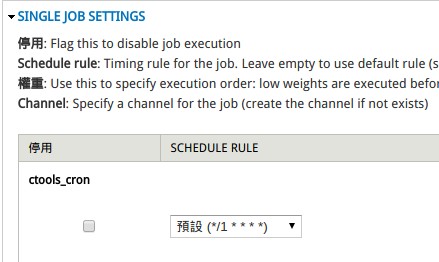 SINGLE JOB SETTINGS
停用: Flag this to disable job execution
Schedule rule: Timing rule for the job. Leave empty to use default rule (s
權重: Use this to specify execution order: low weights are executed befor
Channel: Specify a channel for the job (create the channel if not exists)
停用 SCHEDULE RULE
ctools_cron
預設 (*/1 * * * *)